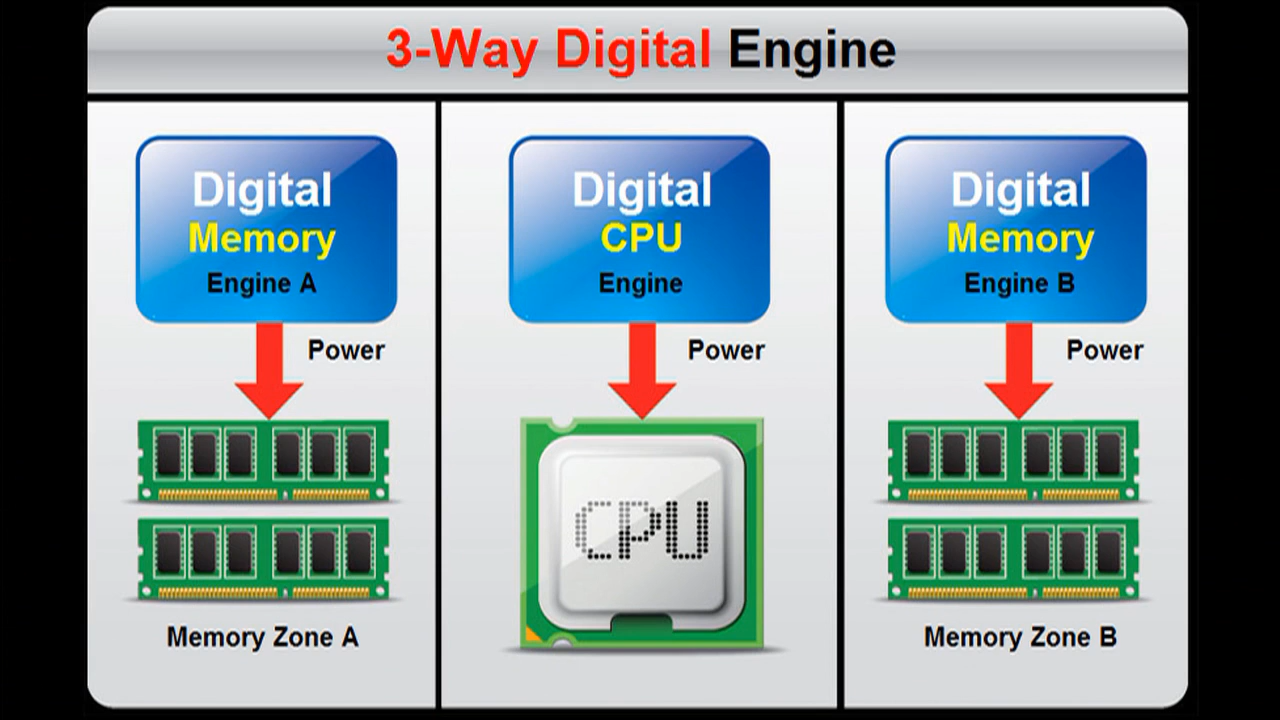 3-Way Digital Engine
Digital
Memory
Engine A
Power
Memory Zone A
Digital
CPU
Engine
Power
CPU
Digital
Memory
Engine B
Power
Memory Zone B